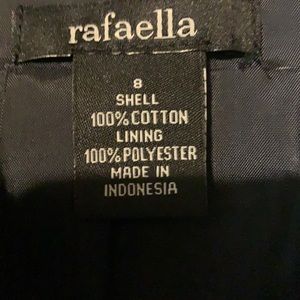 rafaella
8
SHELL
100% COTTON
LINING
100% POLYESTER
MADE IN
INDONESIA